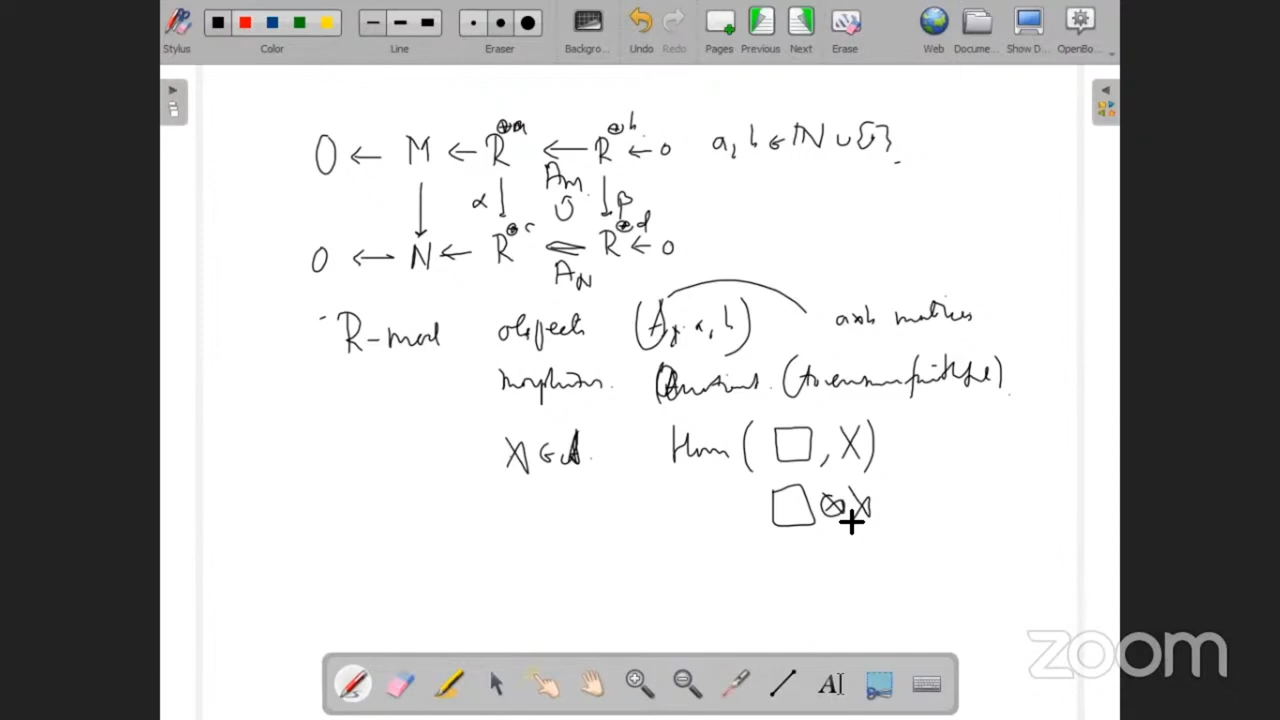 Stylus Color Line Eraser Backgro... Undo Redo Pages Previous Next Erase Web Docume... Show D... OpenBo...
0 ← M ← R^{⊕a} ← R^{⊕b} ← 0 a, b ∈ ℕ ∪ {0}.
A_M
α ↓ ↺ ↓ β
0 ← N ← R^{⊕c} ← R^{⊕d} ← 0
A_N
R-mod objects (A, a, b) axb matrices
morphisms.
X ∈ A. Hom ( □ , X )
□ ⊗ X
zoom